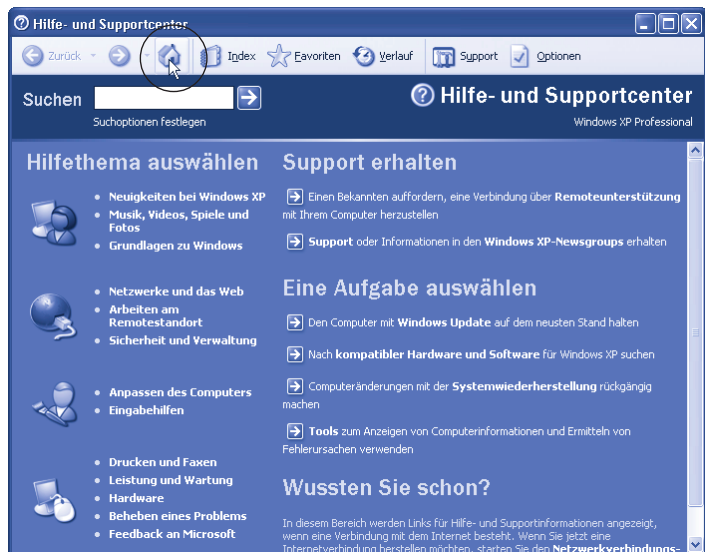 Hilfe- und Supportcenter
Zurück
Index
Favoriten
Verlauf
Support
Optionen
Suchen
Suchoptionen festlegen
Hilfe- und Supportcenter
Windows XP Professional
Hilfethema auswählen
Neuigkeiten bei Windows XP
Musik, Videos, Spiele und
Fotos
Grundlagen zu Windows
Netzwerke und das Web
Arbeiten am
Remotestandort
Sicherheit und Verwaltung
Anpassen des Computers
Eingabehilfen
Drucken und Faxen
Leistung und Wartung
Hardware
Beheben eines Problems
Feedback an Microsoft
Support erhalten
Einen Bekannten auffordern, eine Verbindung über Remoteunterstützung
mit Ihrem Computer herzustellen
Support oder Informationen in den Windows XP-Newsgroups erhalten
Eine Aufgabe auswählen
Den Computer mit Windows Update auf dem neusten Stand halten
Nach kompatibler Hardware und Software für Windows XP suchen
Computeränderungen mit der Systemwiederherstellung rückgängig
machen
Tools zum Anzeigen von Computerinformationen und Ermitteln von
Fehlerursachen verwenden
Wussten Sie schon?
In diesem Bereich werden Links für Hilfe- und Supportinformationen angezeigt,
wenn eine Verbindung mit dem Internet besteht. Wenn Sie jetzt eine
Internetverbindung herstellen möchten, starten Sie den Netzwerkverbindungs-